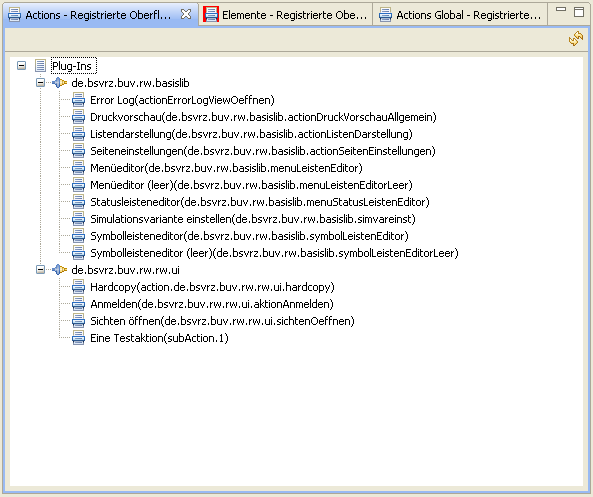 Actions - Registrierte Oberfl...
Elemente - Registrierte Obe...
Actions Global - Registrierte...
Plug-Ins
de.bsvrz.buv.rw.basislib
Error Log(actionErrorLogViewOeffnen)
Druckvorschau(de.bsvrz.buv.rw.basislib.actionDruckVorschauAllgemein)
Listendarstellung(de.bsvrz.buv.rw.basislib.actionListenDarstellung)
Seiteneinstellungen(de.bsvrz.buv.rw.basislib.actionSeitenEinstellungen)
Menüeditor(de.bsvrz.buv.rw.basislib.menuLeistenEditor)
Menüeditor (leer)(de.bsvrz.buv.rw.basislib.menuLeistenEditorLeer)
Statusleisteneditor(de.bsvrz.buv.rw.basislib.menuStatusLeistenEditor)
Simulationsvariante einstellen(de.bsvrz.buv.rw.basislib.simvareinst)
Symbolleisteneditor(de.bsvrz.buv.rw.basislib.symbolLeistenEditor)
Symbolleisteneditor (leer)(de.bsvrz.buv.rw.basislib.symbolLeistenEditorLeer)
de.bsvrz.buv.rw.rw.ui
Hardcopy(action.de.bsvrz.buv.rw.rw.ui.hardcopy)
Anmelden(de.bsvrz.buv.rw.rw.ui.aktionAnmelden)
Sichten öffnen(de.bsvrz.buv.rw.rw.ui.sichtenOeffnen)
Eine Testaktion(subAction.1)